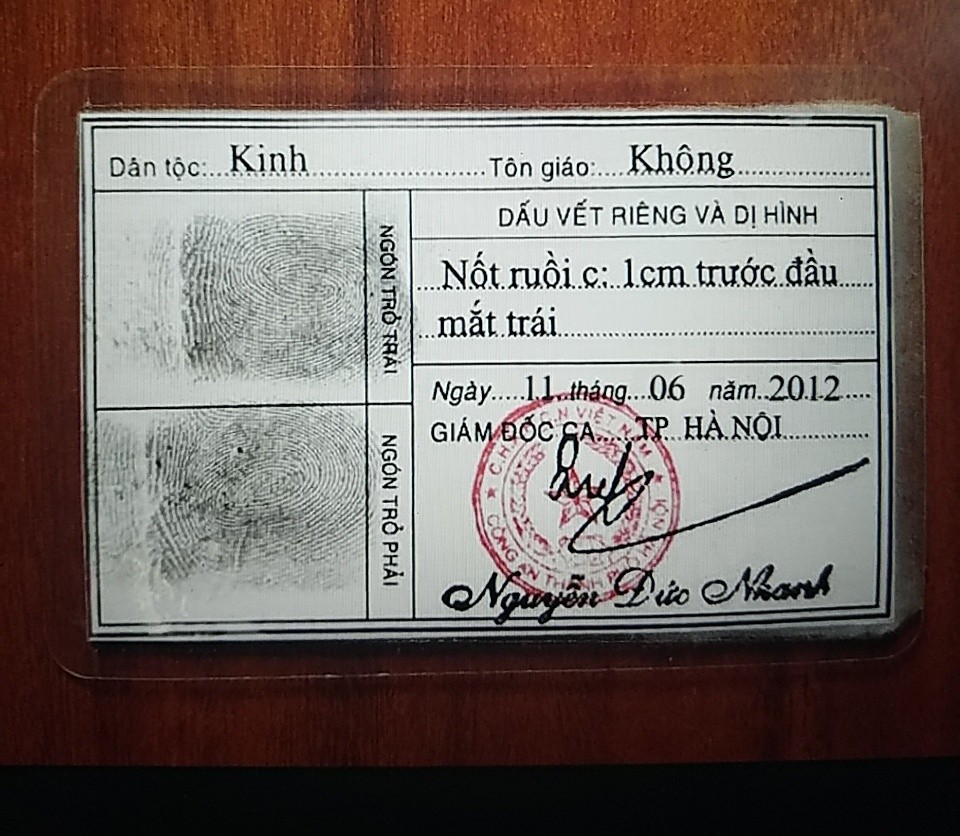 Dân tộc: Kinh Tôn giáo: Không
NGÓN TRỎ TRÁI
NGÓN TRỎ PHẢI
DẤU VẾT RIÊNG VÀ DỊ HÌNH
Nốt ruồi c: 1cm trước đầu
mắt trái
Ngày 11 tháng 06 năm 2012
GIÁM ĐỐC CA TP HÀ NỘI
C.N VIỆT NAM
CÔNG AN THÀNH PHỐ
Nguyễn Đức Nhanh